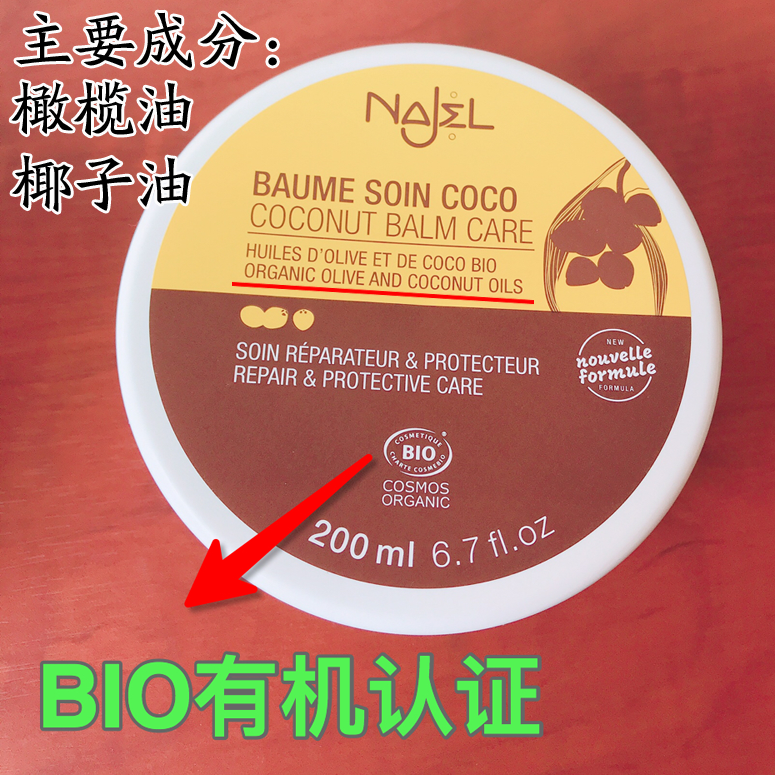 主要成分：
橄榄油
椰子油
NAJEL
BAUME SOIN COCO
COCONUT BALM CARE
HUILES D'OLIVE ET DE COCO BIO
ORGANIC OLIVE AND COCONUT OILS
SOIN RÉPARATEUR & PROTECTEUR
REPAIR & PROTECTIVE CARE
NEW
nouvelle
formule
FORMULA
COSMETIQUE
BIO
CHARTE COSMEBIO
COSMOS
ORGANIC
200 ml 6.7 fl.oz
BIO有机认证